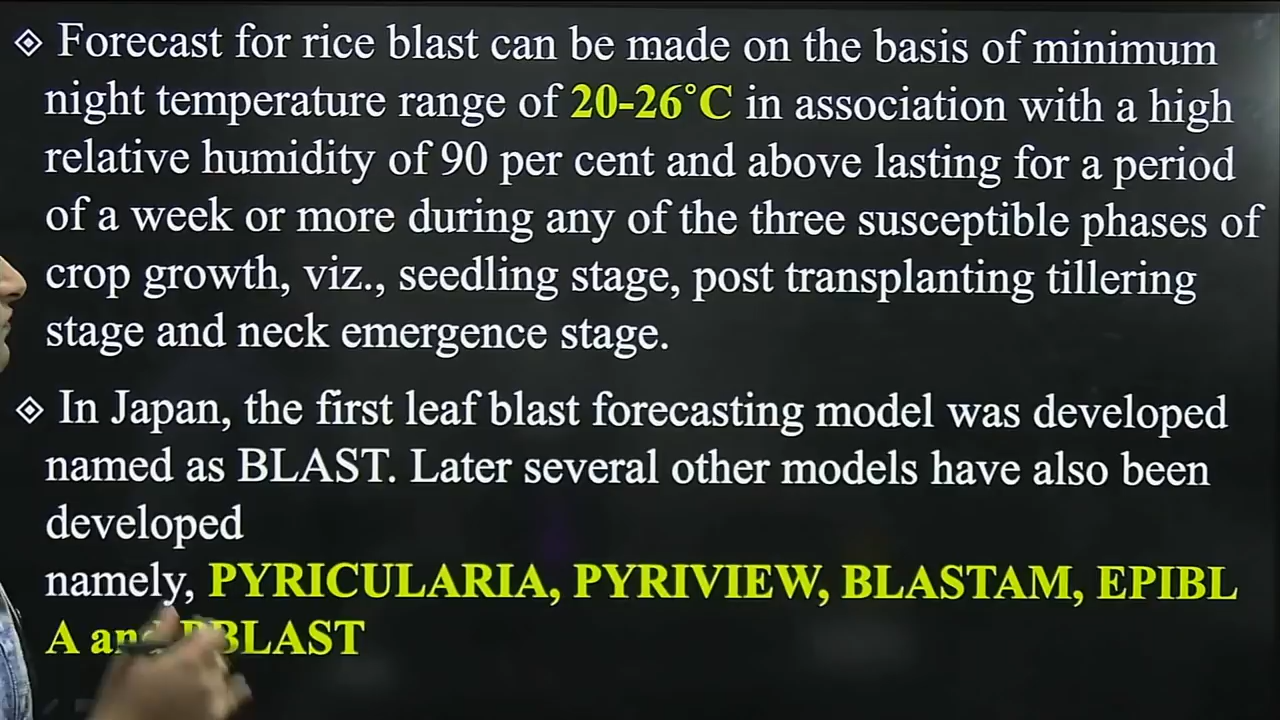 Forecast for rice blast can be made on the basis of minimum
night temperature range of 20-26˚C in association with a high
relative humidity of 90 per cent and above lasting for a period
of a week or more during any of the three susceptible phases of
crop growth, viz., seedling stage, post transplanting tillering
stage and neck emergence stage.
In Japan, the first leaf blast forecasting model was developed
named as BLAST. Later several other models have also been
developed
namely, PYRICULARIA, PYRIVIEW, BLASTAM, EPIBL
A